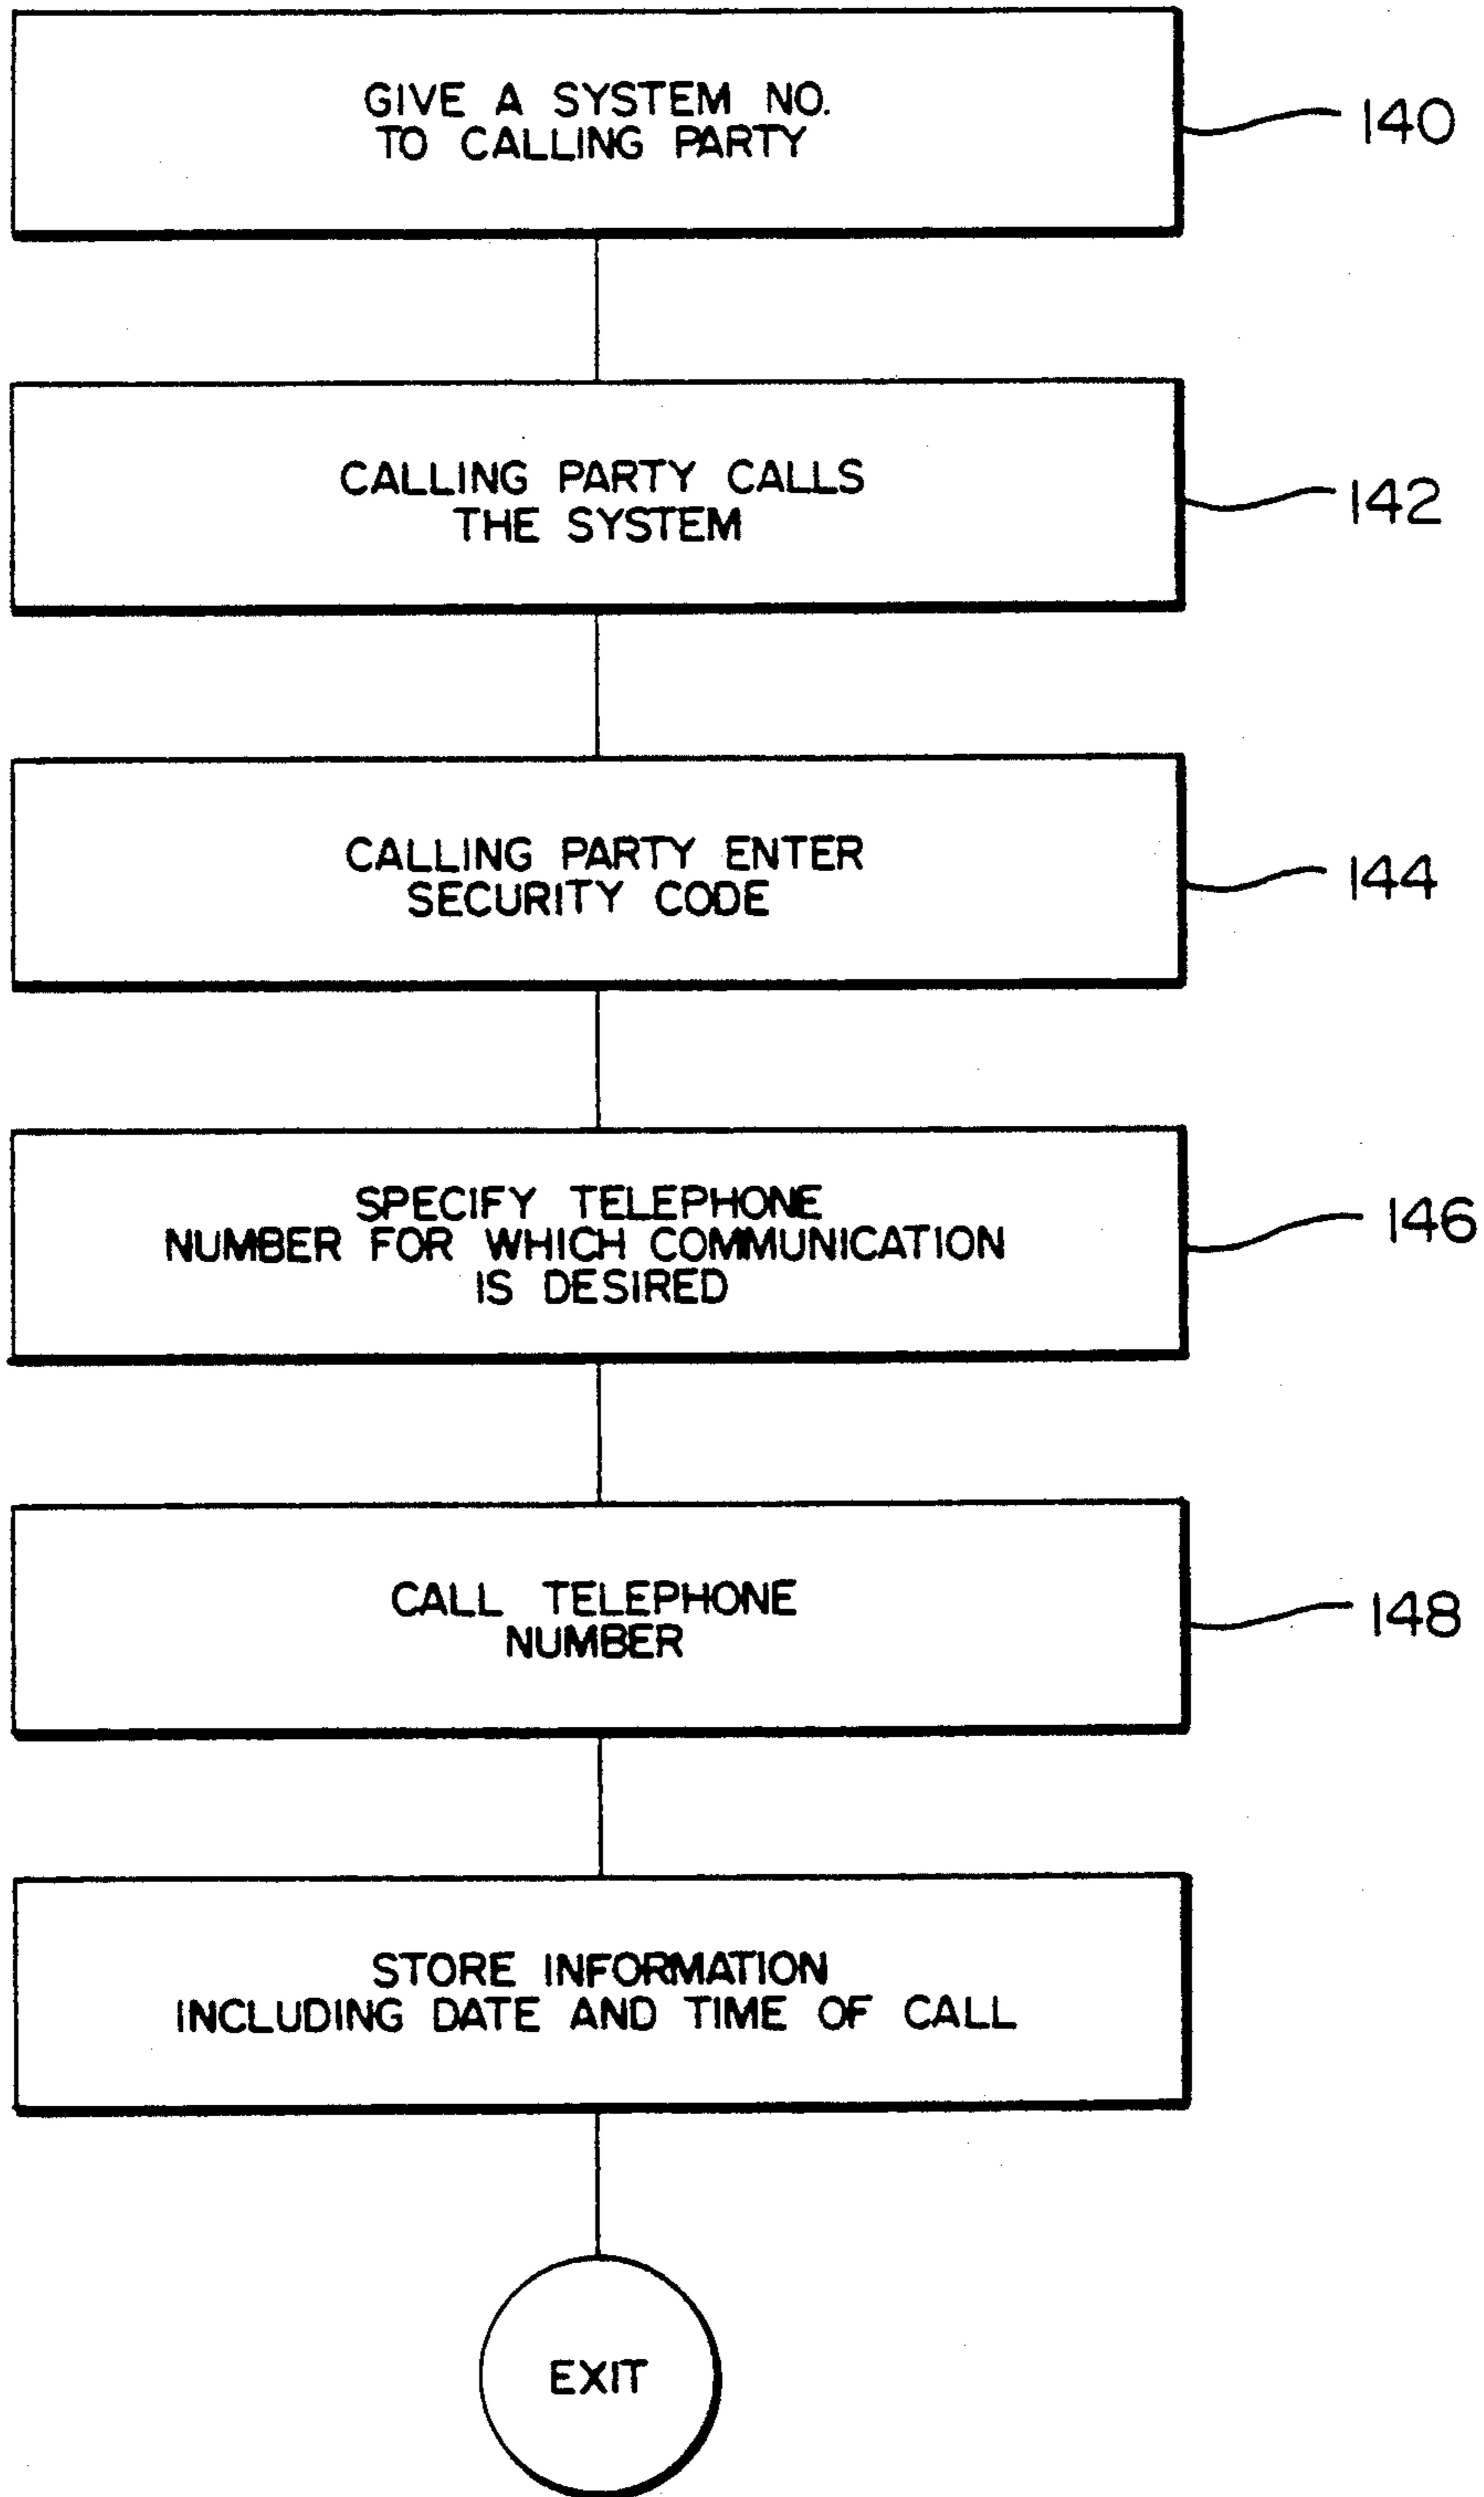 GIVE A SYSTEM NO.
TO CALLING PARTY
140
CALLING PARTY CALLS
THE SYSTEM
142
CALLING PARTY ENTER
SECURITY CODE
144
SPECIFY TELEPHONE
NUMBER FOR WHICH COMMUNICATION
IS DESIRED
146
CALL TELEPHONE
NUMBER
148
STORE INFORMATION
INCLUDING DATE AND TIME OF CALL
EXIT